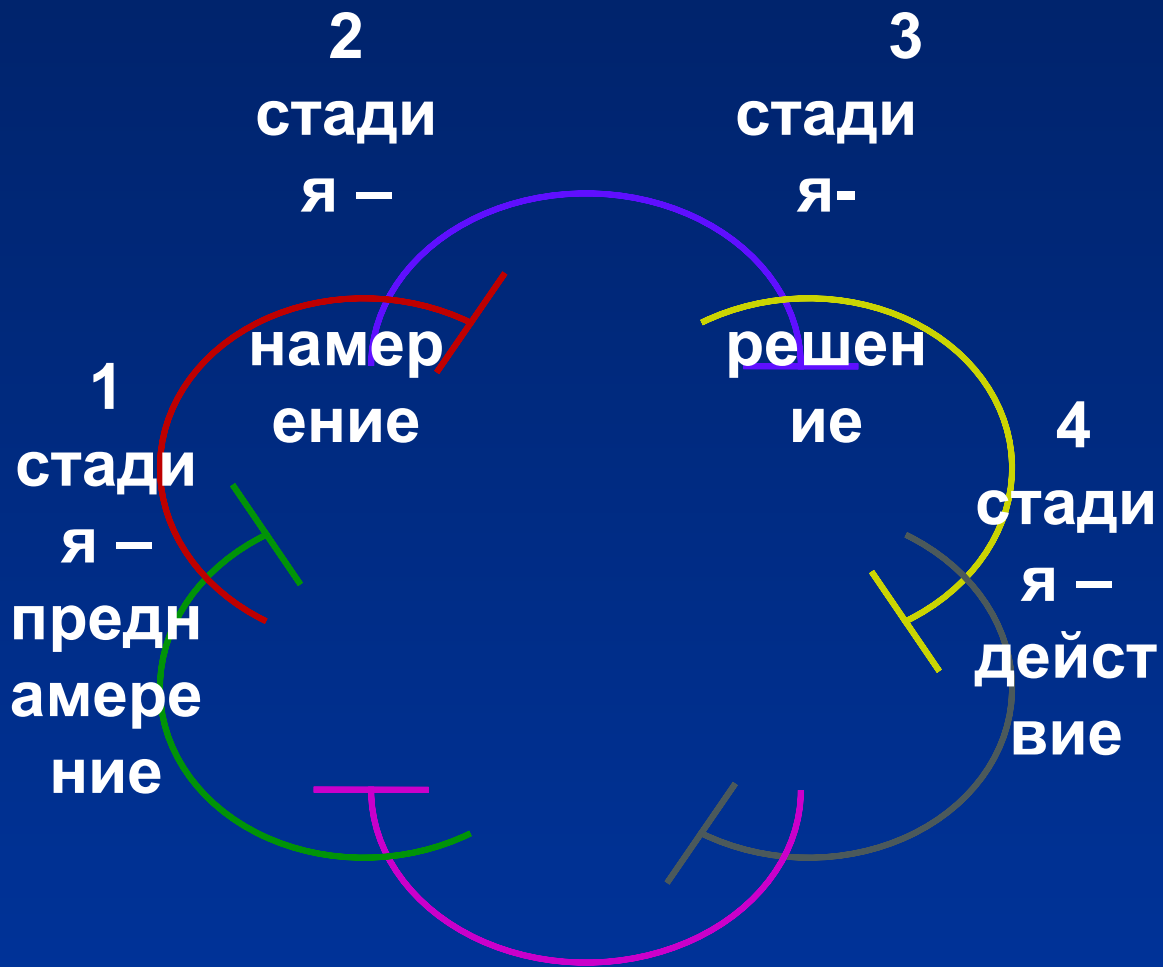 1
стади
я –
предн
амере
ние
2
стади
я –
намер
ение
3
стади
я-
решен
ие
4
стади
я –
дейст
вие